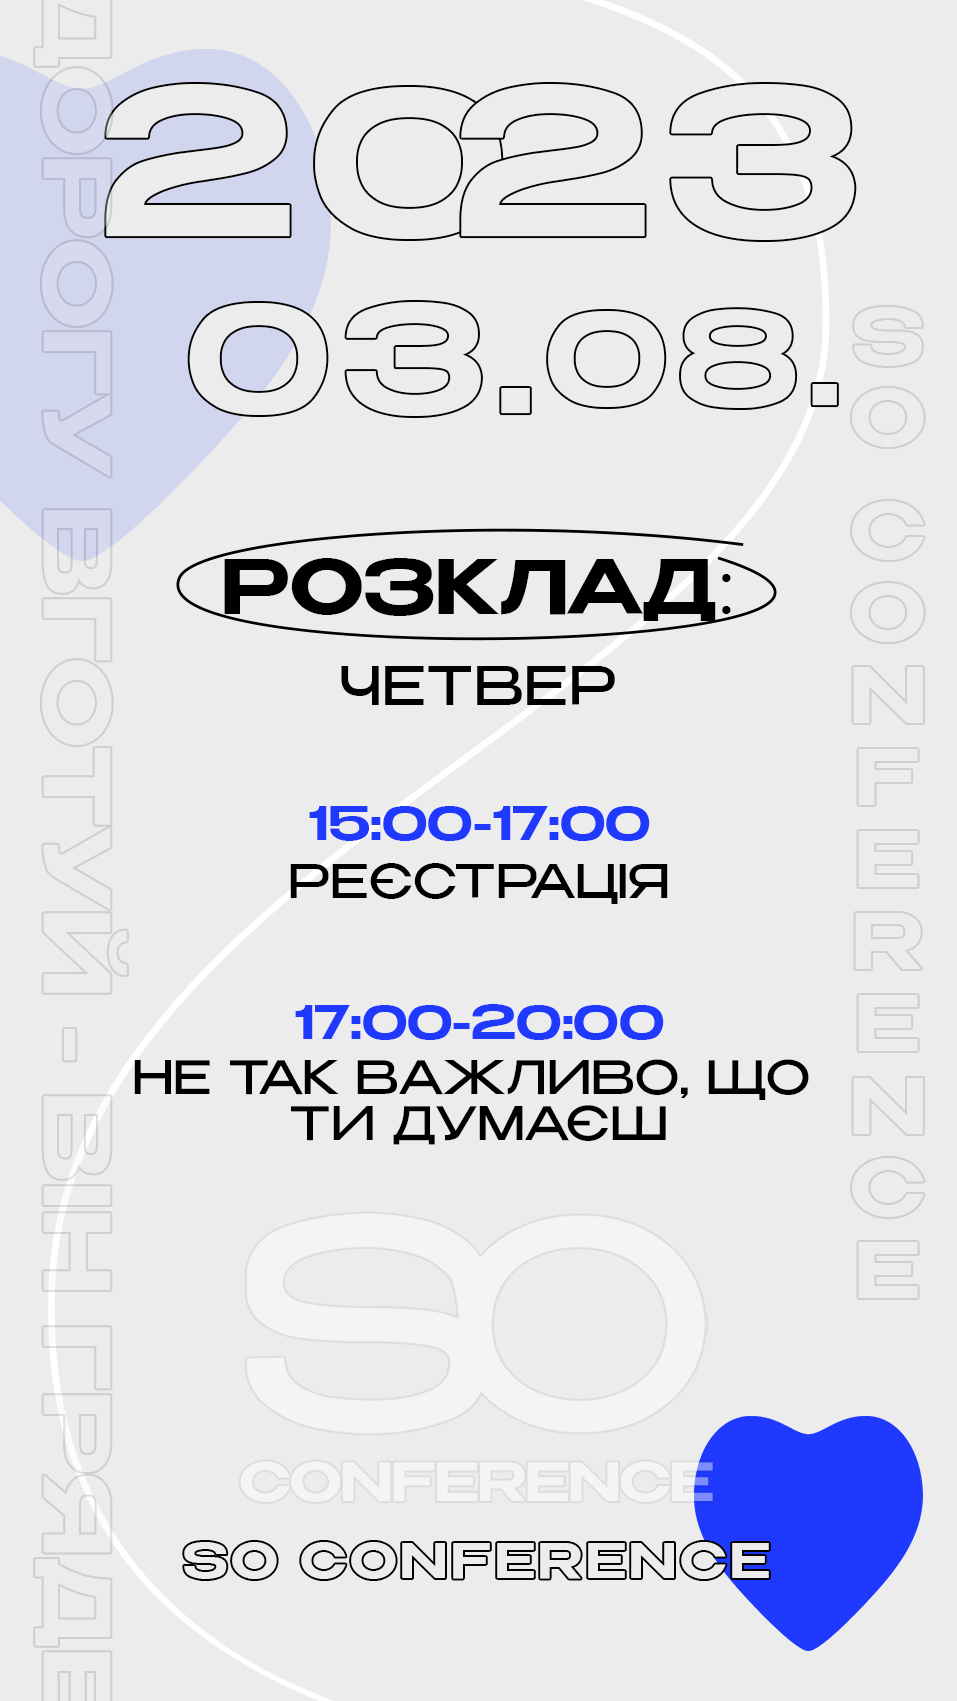 2023
03.08.
РОЗКЛАД:
ЧЕТВЕР
15:00-17:00
РЕЄСТРАЦІЯ
17:00-20:00
НЕ ТАК ВАЖЛИВО, ЩО
ТИ ДУМАЄШ
SO
CONFERENCE
SO CONFERENCE
ДОРОГУ ВГОТУЙ - ВІН ГРЯДЕ
SO CONFERENCE